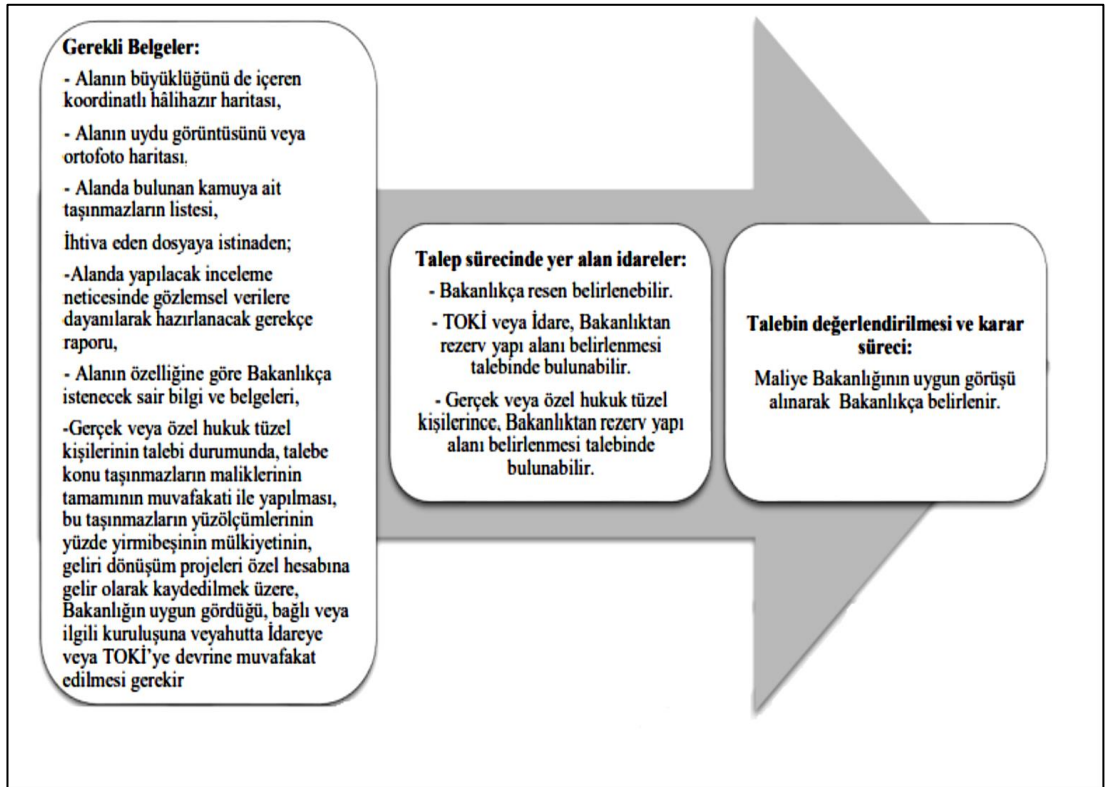 Gerekli Belgeler:
- Alanın büyüklüğünü de içeren
koordinatlı hâlihazır haritası,
- Alanın uydu görüntüsünü veya
ortofoto haritası.
- Alanda bulunan kamuya ait
taşınmazların listesi,
İhtiva eden dosyaya istinaden;
-Alanda yapılacak inceleme
neticesinde gözlemsel verilere
dayanılarak hazırlanacak gerekçe
raporu,
- Alanın özelliğine göre Bakanlıkça
istenecek sair bilgi ve belgeleri,
-Gerçek veya özel hukuk tüzel
kişilerinin talebi durumunda, talebe
konu taşınmazların maliklerinin
tamamının muvafakati ile yapılması,
bu taşınmazların yüzölçümlerinin
yüzde yirmibeşinin mülkiyetinin,
geliri dönüşüm projeleri özel hesabına
gelir olarak kaydedilmek üzere,
Bakanlığın uygun gördüğü, bağlı veya
ilgili kuruluşuna veyahutta İdareye
veya TOKİ'ye devrine muvafakat
edilmesi gerekir
Talep sürecinde yer alan idareler:
- Bakanlıkça resen belirlenebilir.
- TOKİ veya İdare, Bakanlıktan
rezerv yapı alanı belirlenmesi
talebinde bulunabilir.
- Gerçek veya özel hukuk tüzel
kişilerince, Bakanlıktan rezerv yapı
alanı belirlenmesi talebinde
bulunabilir.
Talebin değerlendirilmesi ve karar
süreci:
Maliye Bakanlığının uygun görüşü
alınarak Bakanlıkça belirlenir.